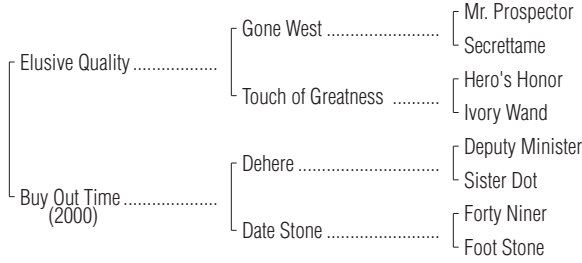 Mr. Prospector
Gone West ........................................
Secrettame
Elusive Quality ..................
Hero's Honor
Touch of Greatness ..........
Ivory Wand
Deputy Minister
Dehere .............................................
Sister Dot
Buy Out Time ......................
(2000)
Forty Niner
Date Stone ......................................
Foot Stone